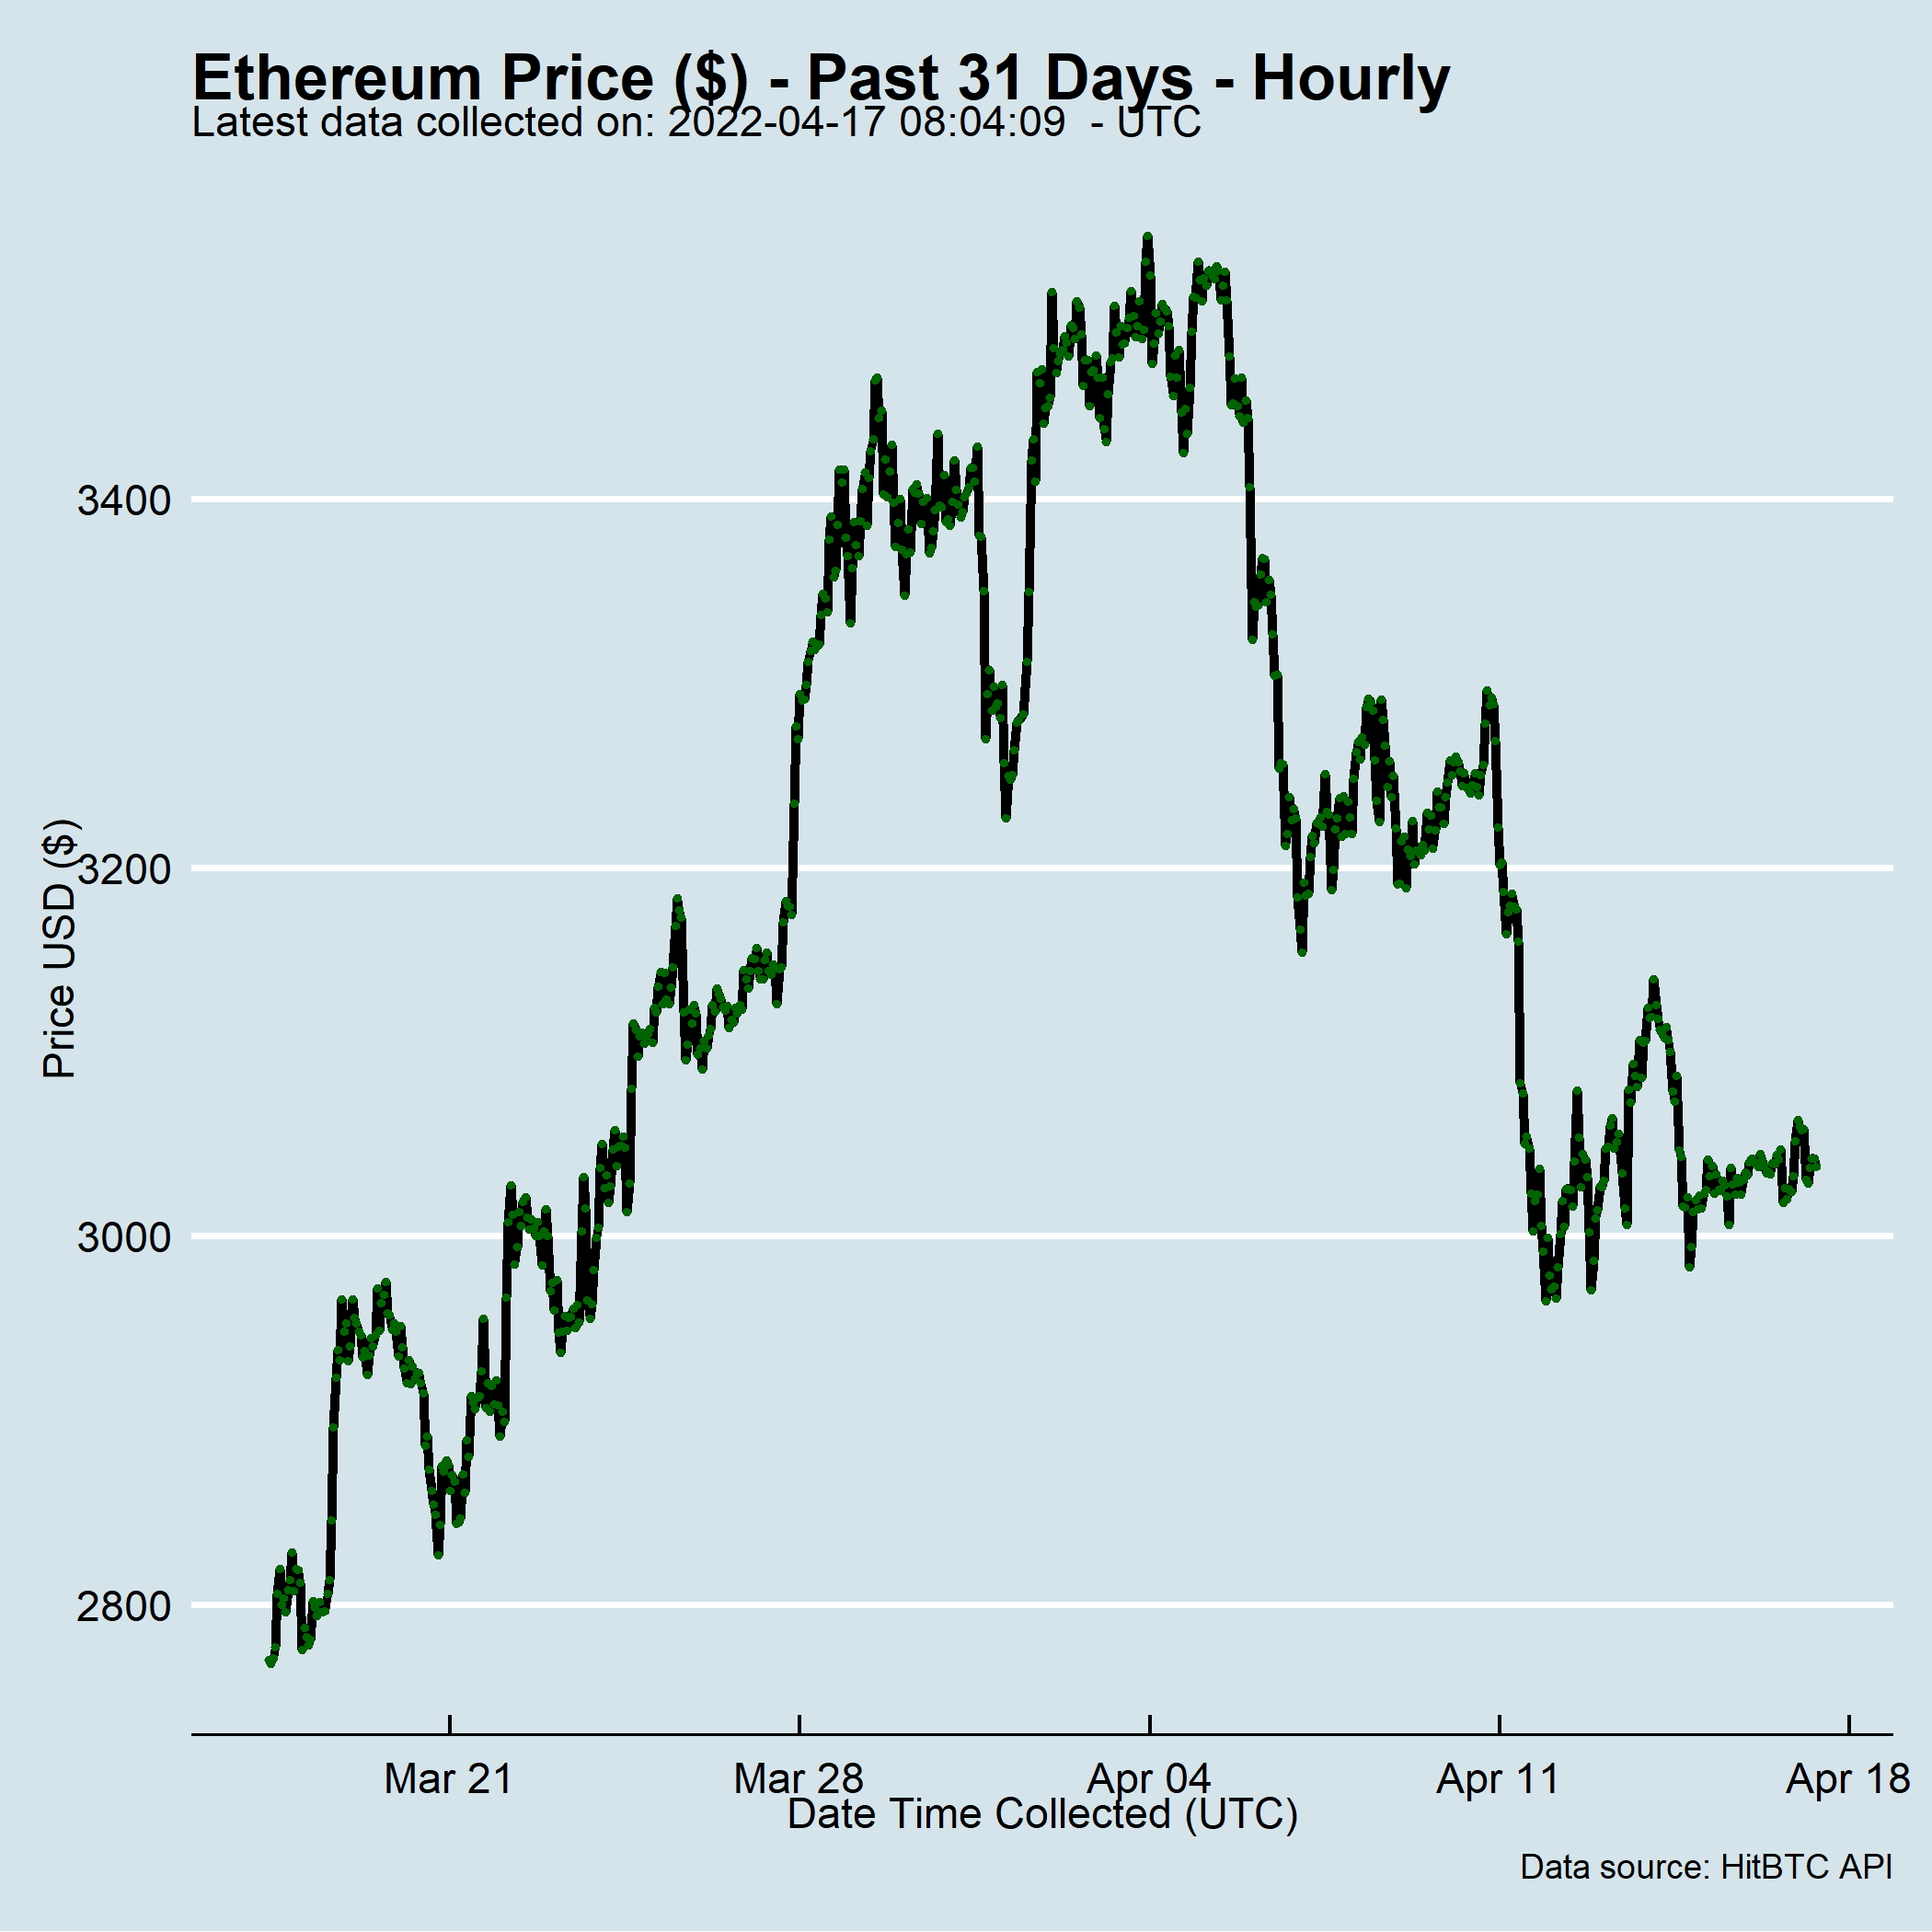 Ethereum Price ($) - Past 31 Days - Hourly
Latest data collected on: 2022-04-17 08:04:09  - UTC
Price USD ($)
3400
3200
3000
2800
Mar 21
Mar 28
Apr 04
Apr 11
Apr 18
Date Time Collected (UTC)
Data source: HitBTC API